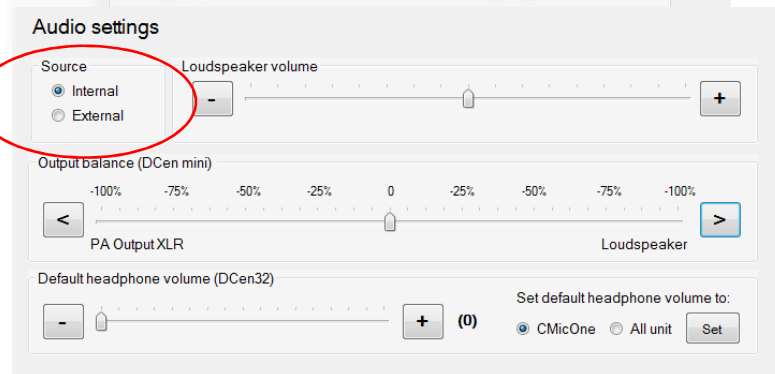 Audio settings
Source
Internal
External
Loudspeaker volume
- +
Output balance (DCen mini)
-100% -75% -50% -25% 0 -25% -50% -75% -100%
< >
PA Output XLR Loudspeaker
Default headphone volume (DCen32)
- + (0)
Set default headphone volume to:
CMicOne All unit Set